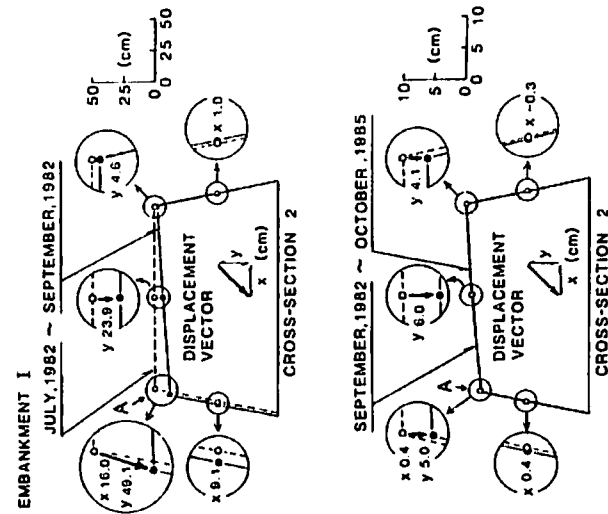 EMBANKMENT I
JULY,1982 ~ SEPTEMBER,1982
x 16.0
y 49.1
A
y 23.9
y 4.6
50
25
(cm)
0
0 25 50
x 9.1
DISPLACEMENT
VECTOR
y
x (cm)
x 1.0
CROSS-SECTION 2
SEPTEMBER,1982 ~ OCTOBER,1985
x 0.4
y 5.0
A
y 6.0
y 4.1
10
5
(cm)
0
0 5 10
x 0.4
DISPLACEMENT
VECTOR
y
x (cm)
x -0.3
CROSS-SECTION 2